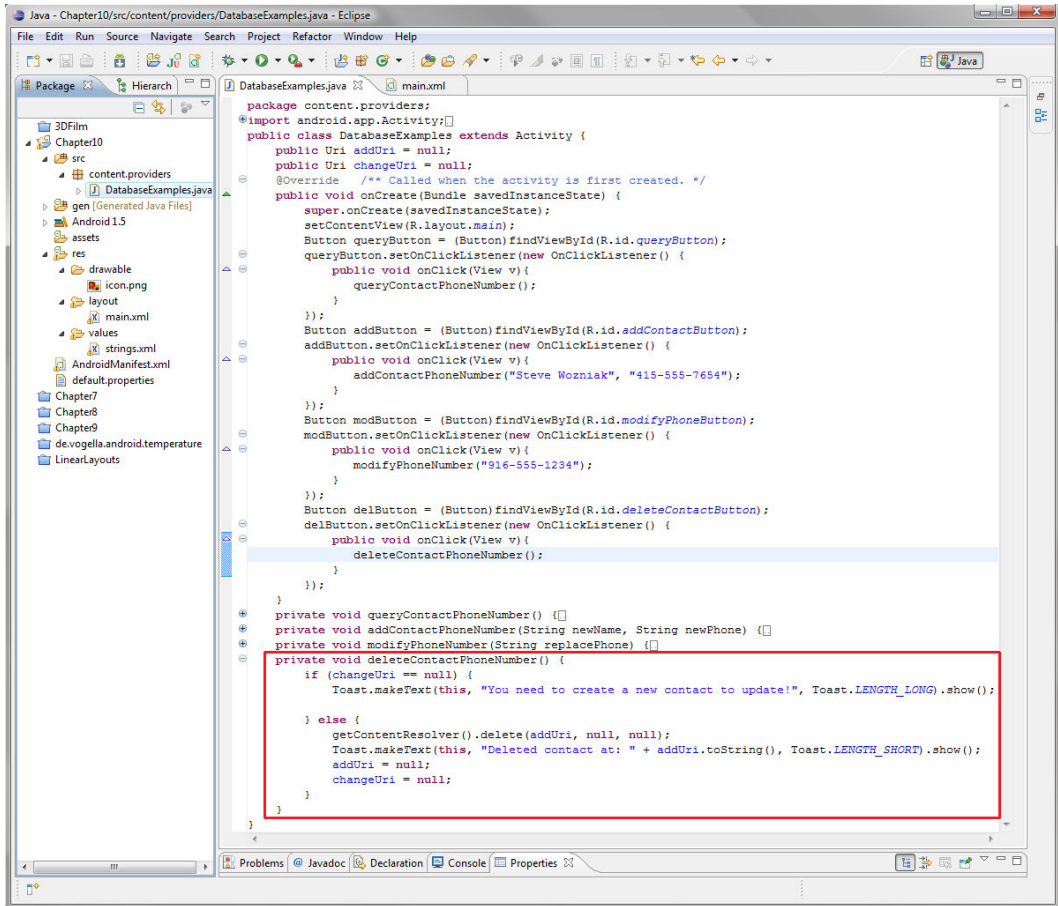 Java - Chapter10/src/content/providers/DatabaseExamples.java - Eclipse
File Edit Run Source Navigate Search Project Refactor Window Help
Java
Package
Hierarch
3DFilm
Chapter10
src
content.providers
DatabaseExamples.java
gen [Generated Java Files]
Android 1.5
assets
res
drawable
icon.png
layout
main.xml
values
strings.xml
AndroidManifest.xml
default.properties
Chapter7
Chapter8
Chapter9
de.vogella.android.temperature
LinearLayouts
DatabaseExamples.java
main.xml
package content.providers;
import android.app.Activity;
public class DatabaseExamples extends Activity {
public Uri addUri = null;
public Uri changeUri = null;
@Override /** Called when the activity is first created. */
public void onCreate(Bundle savedInstanceState) {
super.onCreate(savedInstanceState);
setContentView(R.layout.main);
Button queryButton = (Button)findViewById(R.id.queryButton);
queryButton.setOnClickListener(new OnClickListener() {
public void onClick(View v){
queryContactPhoneNumber();
}
});
Button addButton = (Button)findViewById(R.id.addContactButton);
addButton.setOnClickListener(new OnClickListener() {
public void onClick(View v){
addContactPhoneNumber("Steve Wozniak", "415-555-7654");
}
});
Button modButton = (Button)findViewById(R.id.modifyPhoneButton);
modButton.setOnClickListener(new OnClickListener() {
public void onClick(View v){
modifyPhoneNumber("916-555-1234");
}
});
Button delButton = (Button)findViewById(R.id.deleteContactButton);
delButton.setOnClickListener(new OnClickListener() {
public void onClick(View v){
deleteContactPhoneNumber();
}
});
}
private void queryContactPhoneNumber() {
private void addContactPhoneNumber(String newName, String newPhone) {
private void modifyPhoneNumber(String replacePhone) {
private void deleteContactPhoneNumber() {
if (changeUri == null) {
Toast.makeText(this, "You need to create a new contact to update!", Toast.LENGTH_LONG).show();
} else {
getContentResolver().delete(addUri, null, null);
Toast.makeText(this, "Deleted contact at: " + addUri.toString(), Toast.LENGTH_SHORT).show();
addUri = null;
changeUri = null;
}
}
}
Problems @ Javadoc Declaration Console Properties